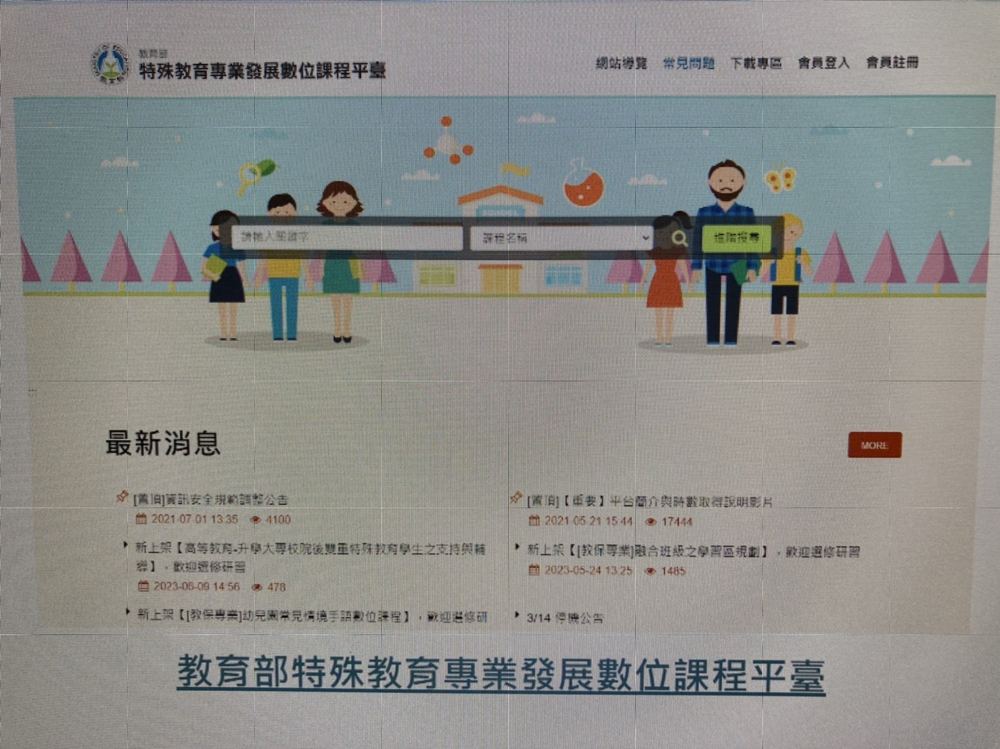 教育部
特殊教育專業發展數位課程平臺
網站導覽 常見問題 下載專區 會員登入 會員註冊
請輸入關鍵字 課程名稱 進階搜尋
最新消息
MORE
[置頂]資訊安全規範調整公告
2021-07-01 13:35 4100
[置頂]【重要】平台簡介與時數取得說明影片
2021-05-21 15:44 17444
新上架【高等教育-升學大專校院後雙重特殊教育學生之支持與輔
導】，歡迎選修研習
2023-06-09 14:56 478
新上架【[教保專業]融合班級之學習區規劃】，歡迎選修研習
2023-05-24 13:25 1485
新上架【[教保專業]幼兒園常見情境手語數位課程】，歡迎選修研
3/14 停機公告
教育部特殊教育專業發展數位課程平臺